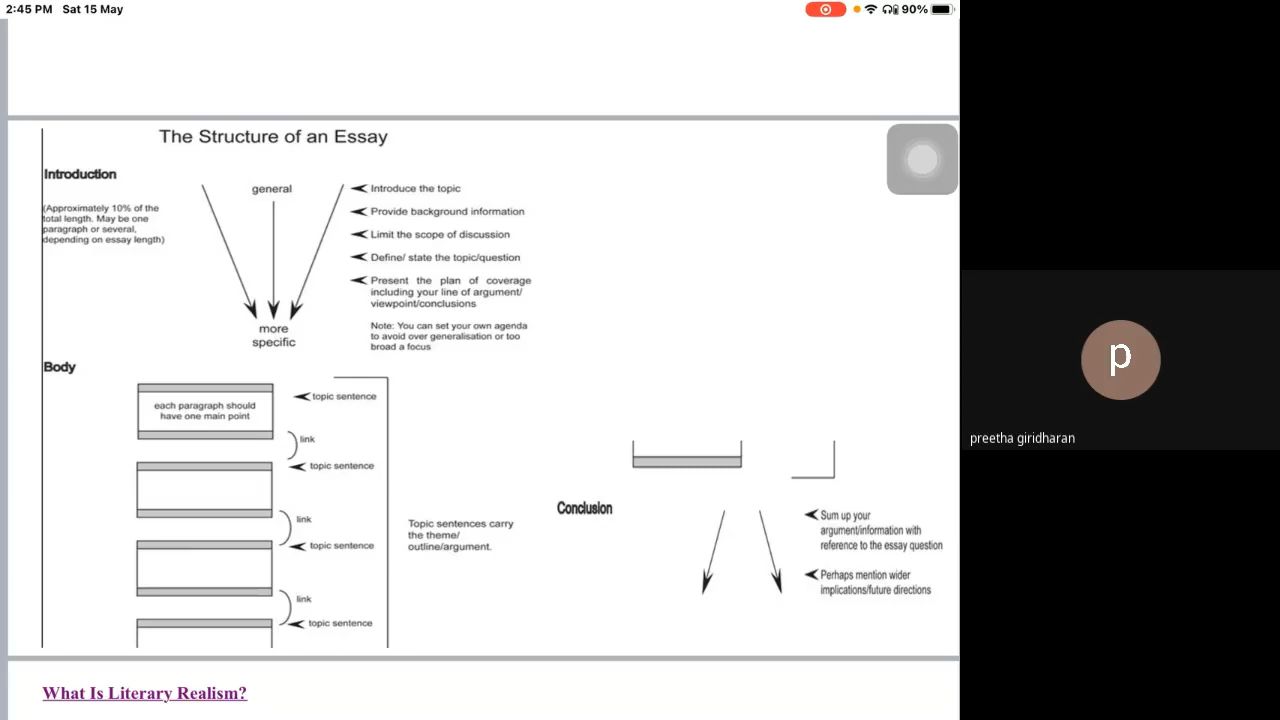 2:45 PM Sat 15 May
90%
The Structure of an Essay
Introduction
(Approximately 10% of the
total length. May be one
paragraph or several,
depending on essay length)
general
more
specific
Introduce the topic
Provide background information
Limit the scope of discussion
Define/ state the topic/question
Present the plan of coverage
including your line of argument/
viewpoint/conclusions
Note: You can set your own agenda
to avoid over generalisation or too
broad a focus
Body
each paragraph should
have one main point
topic sentence
link
topic sentence
link
topic sentence
link
topic sentence
Topic sentences carry
the theme/
outline/argument.
Conclusion
Sum up your
argument/information with
reference to the essay question
Perhaps mention wider
implications/future directions
What Is Literary Realism?
p
preetha giridharan